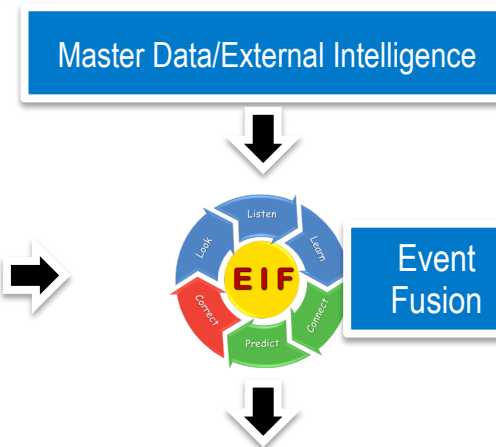 Master Data/External Intelligence
Listen
Look
Learn
EIF
Correct
Connect
Predict
Event
Fusion